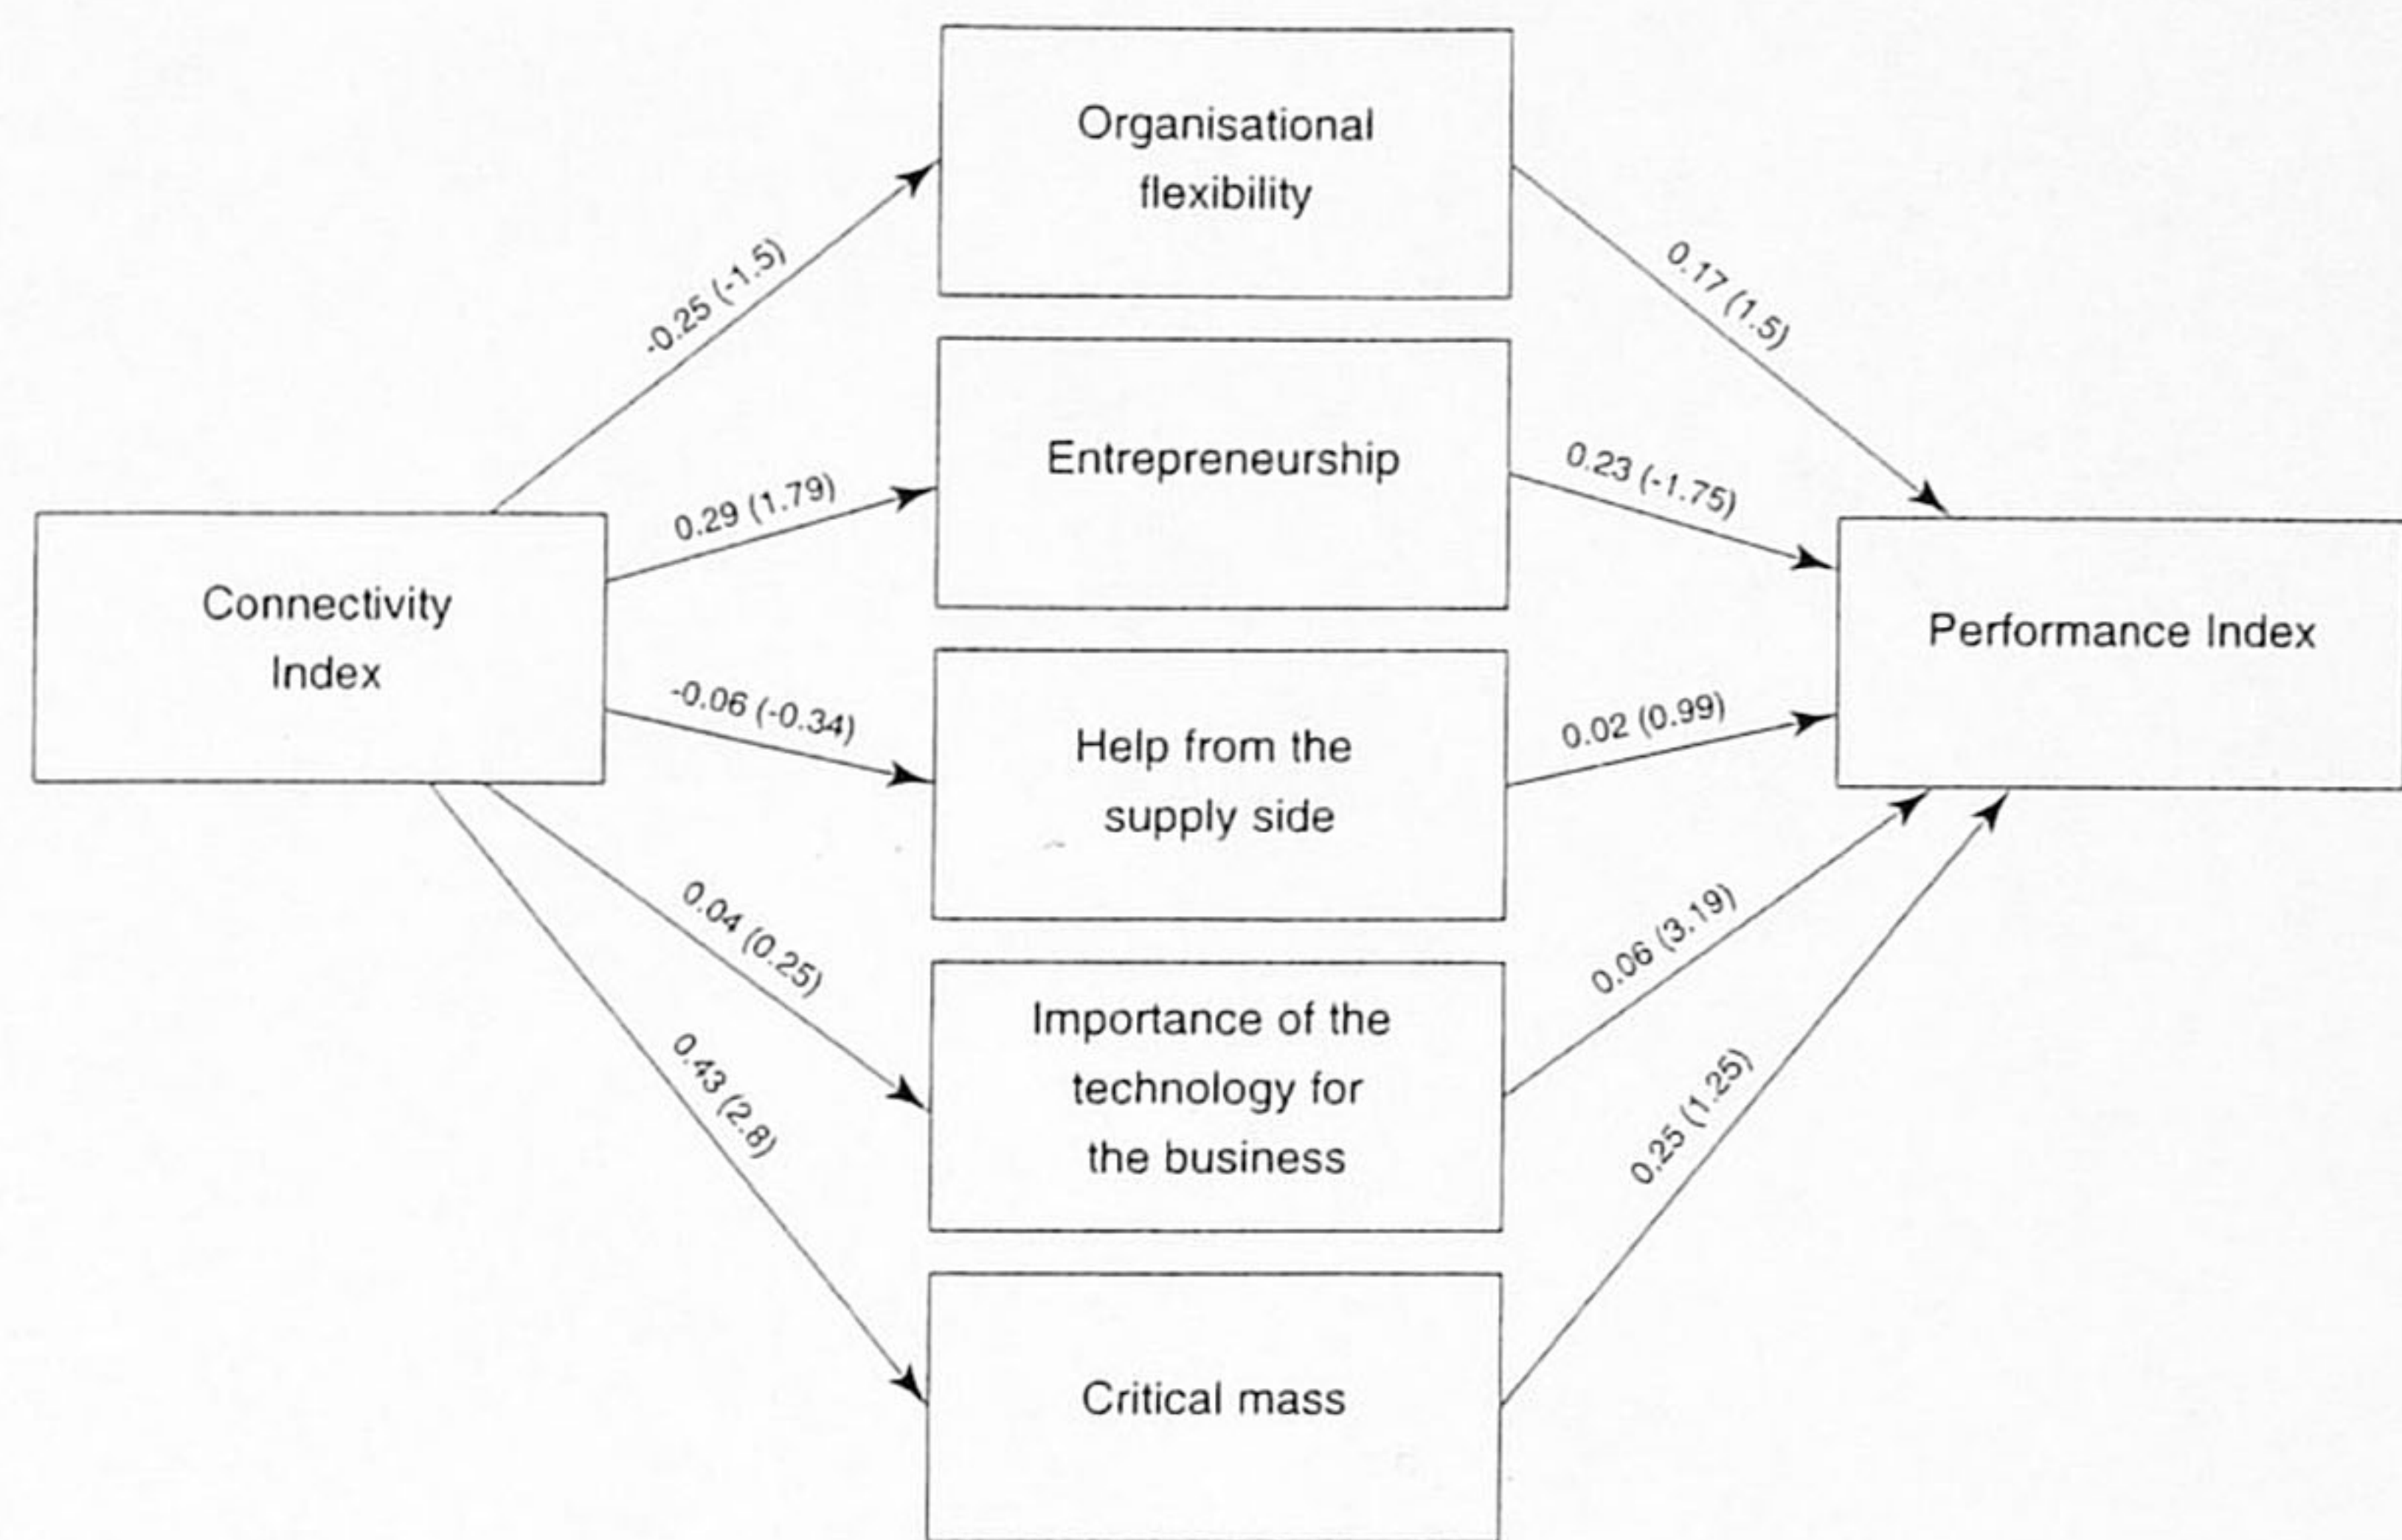 Organisational
flexibility
-0.25 (-1.5)
0.17 (1.5)
Entrepreneurship
0.29 (1.79)
0.23 (-1.75)
Connectivity
Index
Performance Index
-0.06 (-0.34)
Help from the
supply side
0.02 (0.99)
0.04 (0.25)
Importance of the
technology for
the business
0.06 (3.19)
0.43 (2.8)
Critical mass
0.25 (1.25)